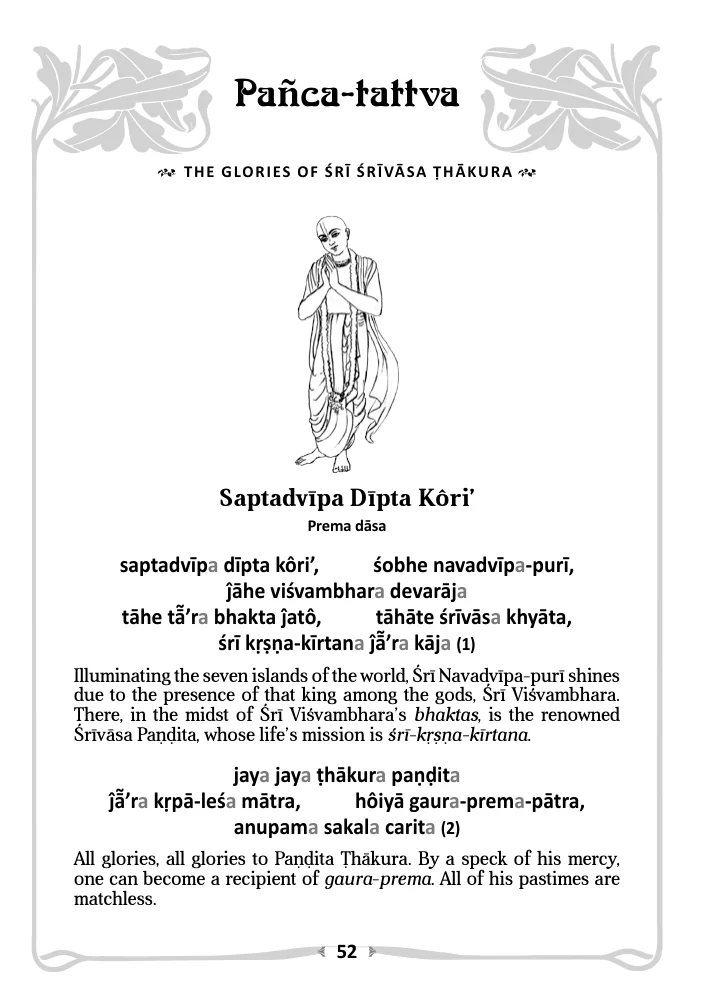 Pañca-tattva
THE GLORIES OF ŚRĪ ŚRĪVĀSA ṬHĀKURA
Saptadvīpa Dīpta Kôri’
Prema dāsa
saptadvīpa dīpta kôri’, śobhe navadvīpa-purī,
ĵāhe viśvambhara devarāja
tāhe tā̃’ra bhakta ĵatô, tāhāte śrīvāsa khyāta,
śrī kṛṣṇa-kīrtana ĵā̃’ra kāja (1)
Illuminating the seven islands of the world, Śrī Navadvīpa-purī shines
due to the presence of that king among the gods, Śrī Viśvambhara.
There, in the midst of Śrī Viśvambhara’s bhaktas, is the renowned
Śrīvāsa Paṇḍita, whose life’s mission is śrī-kṛṣṇa-kīrtana.
jaya jaya ṭhākura paṇḍita
ĵā̃’ra kṛpā-leśa mātra, hôiyā gaura-prema-pātra,
anupama sakala carita (2)
All glories, all glories to Paṇḍita Ṭhākura. By a speck of his mercy,
one can become a recipient of gaura-prema. All of his pastimes are
matchless.
52